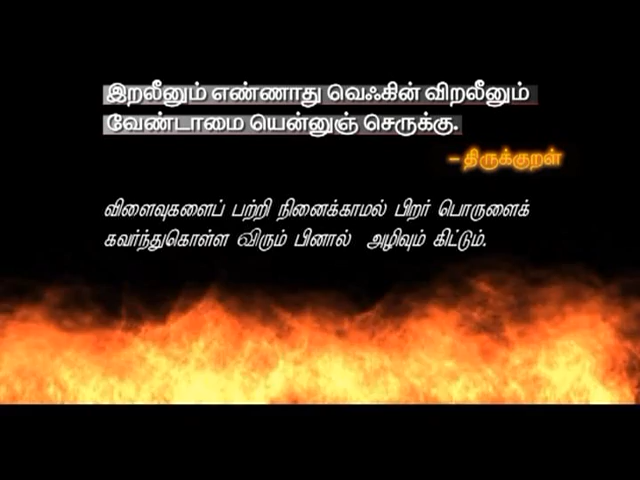 இறலீனும் எண்ணாது வெஃகின் விறலீனும்
வேண்டாமை யென்னுஞ் செருக்கு.
– திருக்குறள்
விளைவுகளைப் பற்றி நினைக்காமல் பிறர் பொருளைக்
கவர்ந்துகொள்ள விரும் பினால் அழிவும் கிட்டும்.